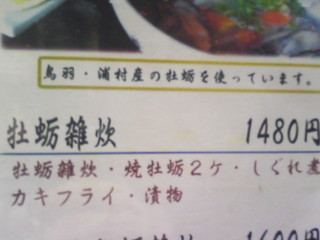 鳥羽・浦村産の牡蛎を使っています。
牡蛎雑炊 1480円
牡蛎雑炊・焼牡蛎2ケ・しぐれ煮
カキフライ・漬物